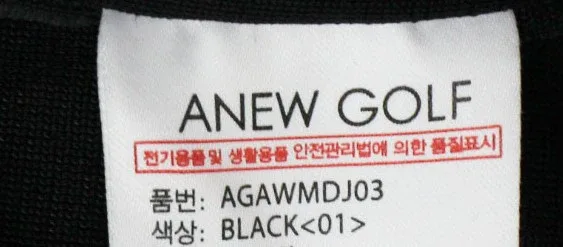 ANEW GOLF
전기용품및 생활용품 안전관리법에 의한 품질표시
품번: AGAWMDJ03
색상: BLACK<01>